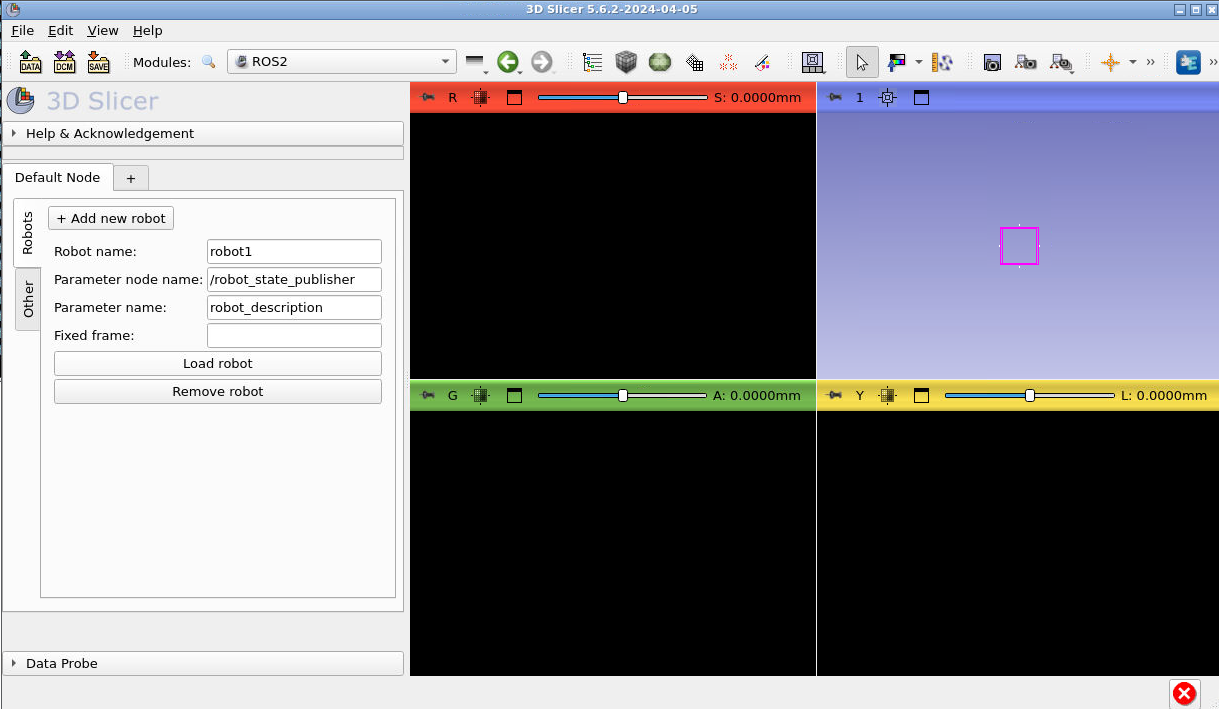 3D Slicer 5.6.2-2024-04-05
File Edit View Help
DATA DCM SAVE Modules: ROS2
3D Slicer
Help & Acknowledgement
Default Node +
Robots
Other
+ Add new robot
Robot name: robot1
Parameter node name: /robot_state_publisher
Parameter name: robot_description
Fixed frame:
Load robot
Remove robot
Data Probe
R S: 0.0000mm
1
G A: 0.0000mm
Y L: 0.0000mm